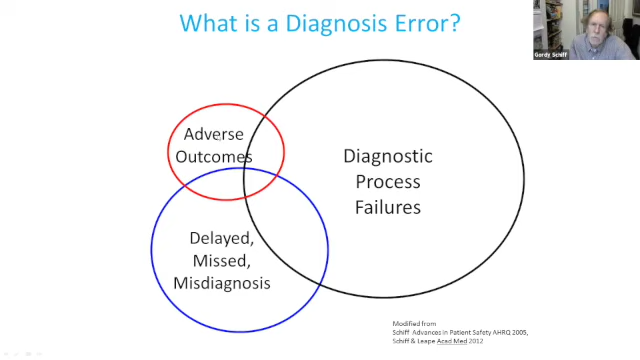 What is a Diagnosis Error?
Gordy Schiff
Adverse
Outcomes
Diagnostic
Process
Failures
Delayed,
Missed,
Misdiagnosis
Modified from
Schiff Advances in Patient Safety AHRQ 2005,
Schiff & Leape Acad Med 2012